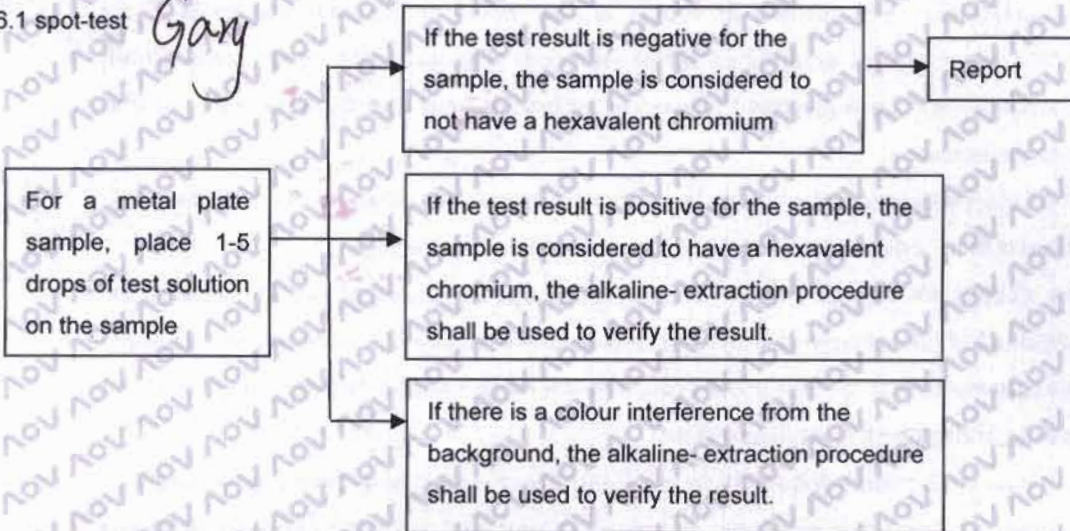 6.1 spot-test Gary
If the test result is negative for the
sample, the sample is considered to
not have a hexavalent chromium
Report
For a metal plate
sample, place 1-5
drops of test solution
on the sample
If the test result is positive for the sample, the
sample is considered to have a hexavalent
chromium, the alkaline- extraction procedure
shall be used to verify the result.
If there is a colour interference from the
background, the alkaline- extraction procedure
shall be used to verify the result.